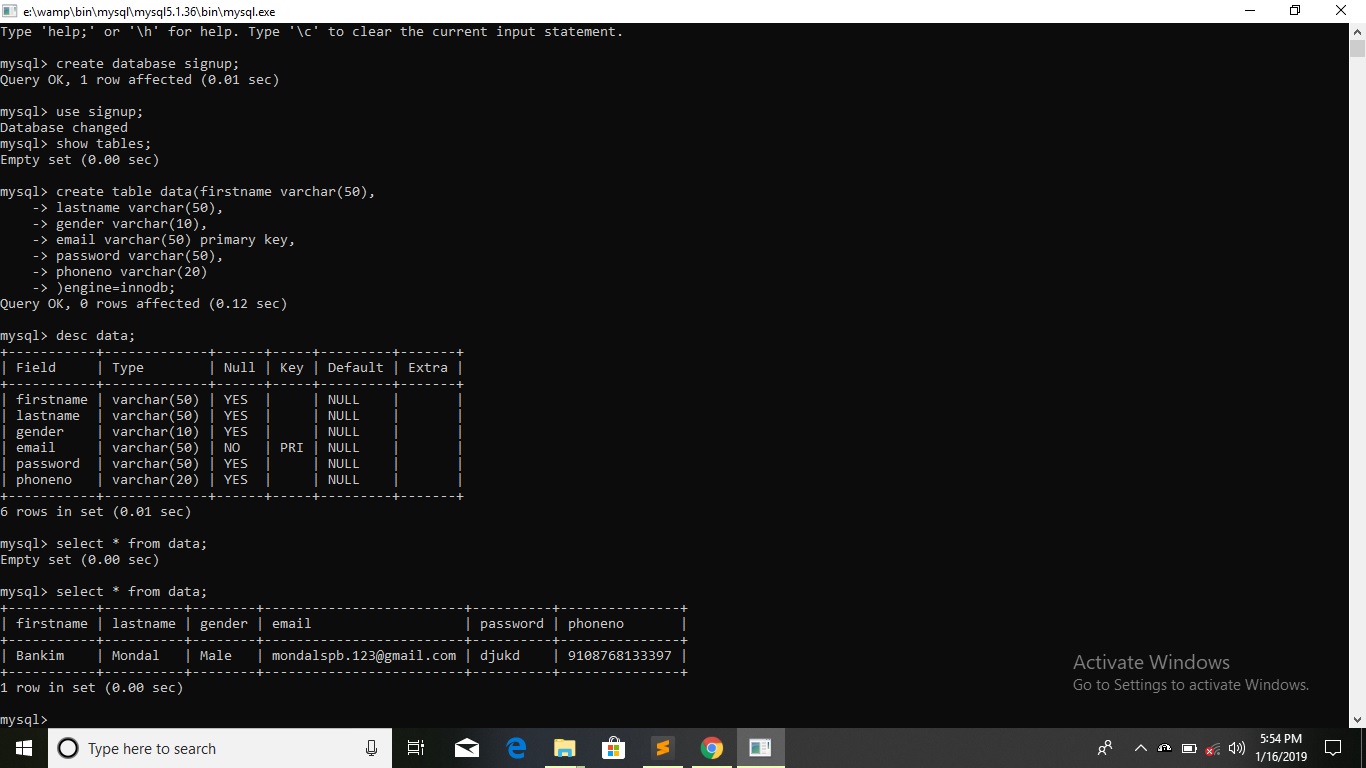 e:\wamp\bin\mysql\mysql5.1.36\bin\mysql.exe
Type 'help;' or '\h' for help. Type '\c' to clear the current input statement.

mysql> create database signup;
Query OK, 1 row affected (0.01 sec)

mysql> use signup;
Database changed
mysql> show tables;
Empty set (0.00 sec)

mysql> create table data(firstname varchar(50),
    -> lastname varchar(50),
    -> gender varchar(10),
    -> email varchar(50) primary key,
    -> password varchar(50),
    -> phoneno varchar(20)
    -> )engine=innodb;
Query OK, 0 rows affected (0.12 sec)

mysql> desc data;
+-----------+-------------+------+-----+---------+-------+
| Field     | Type        | Null | Key | Default | Extra |
+-----------+-------------+------+-----+---------+-------+
| firstname | varchar(50) | YES  |     | NULL    |       |
| lastname  | varchar(50) | YES  |     | NULL    |       |
| gender    | varchar(10) | YES  |     | NULL    |       |
| email     | varchar(50) | NO   | PRI | NULL    |       |
| password  | varchar(50) | YES  |     | NULL    |       |
| phoneno   | varchar(20) | YES  |     | NULL    |       |
+-----------+-------------+------+-----+---------+-------+
6 rows in set (0.01 sec)

mysql> select * from data;
Empty set (0.00 sec)

mysql> select * from data;
+-----------+----------+--------+-------------------------+----------+---------------+
| firstname | lastname | gender | email                   | password | phoneno       |
+-----------+----------+--------+-------------------------+----------+---------------+
| Bankim    | Mondal   | Male   | mondalspb.123@gmail.com | djukd    | 9108768133397 |
+-----------+----------+--------+-------------------------+----------+---------------+
1 row in set (0.00 sec)

mysql>
Activate Windows
Go to Settings to activate Windows.
Type here to search
5:54 PM
1/16/2019